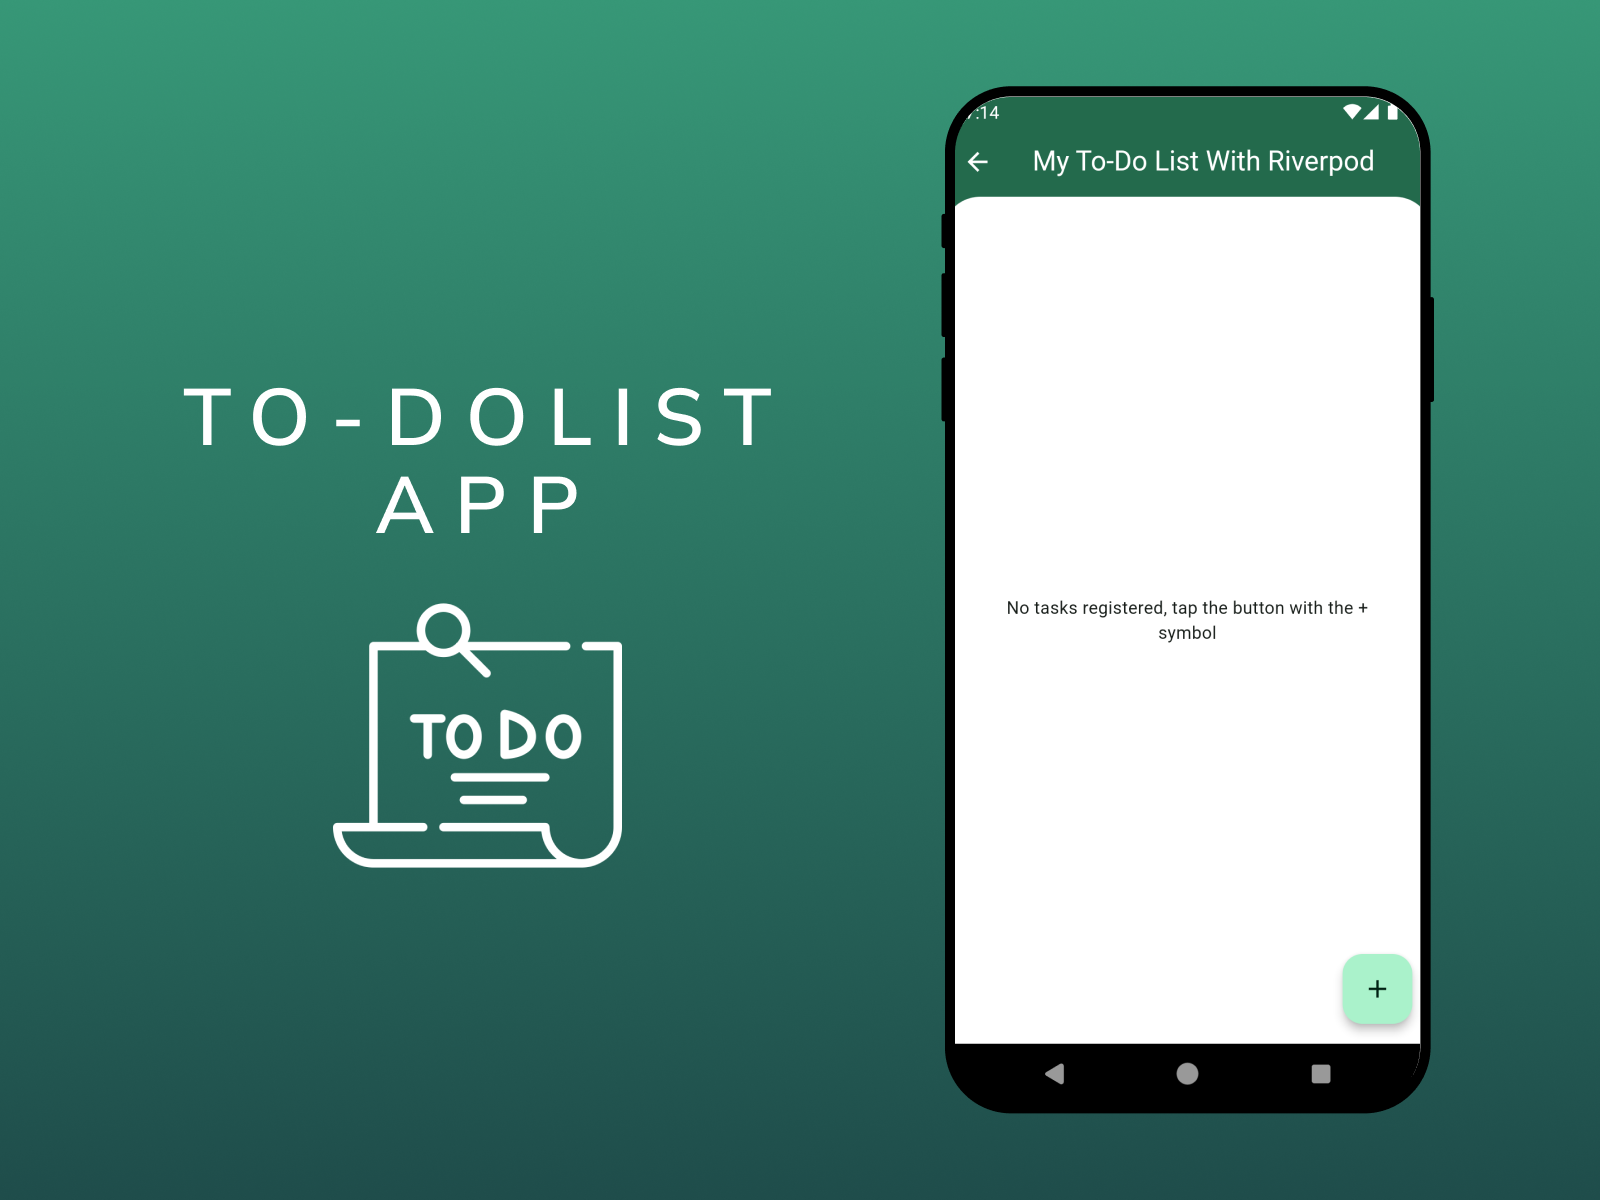 TO-DOLIST
APP
TO DO
:14
My To-Do List With Riverpod
No tasks registered, tap the button with the +
symbol
+